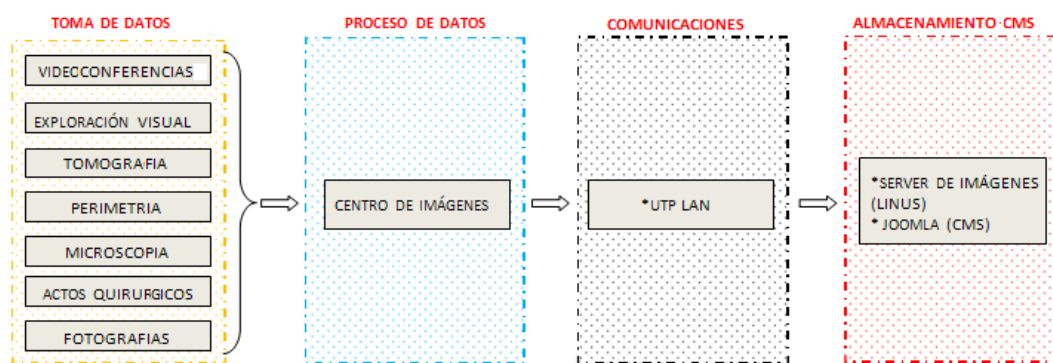 TOMA DE DATOS
VIDEOCONFERENCIAS
EXPLORACIÓN VISUAL
TOMOGRAFIA
PERIMETRIA
MICROSCOPIA
ACTOS QUIRURGICOS
FOTOGRAFIAS
PROCESO DE DATOS
CENTRO DE IMÁGENES
COMUNICACIONES
*UTP LAN
ALMACENAMIENTO-CMS
*SERVER DE IMÁGENES
(LINUS)
* JOOMLA (CMS)